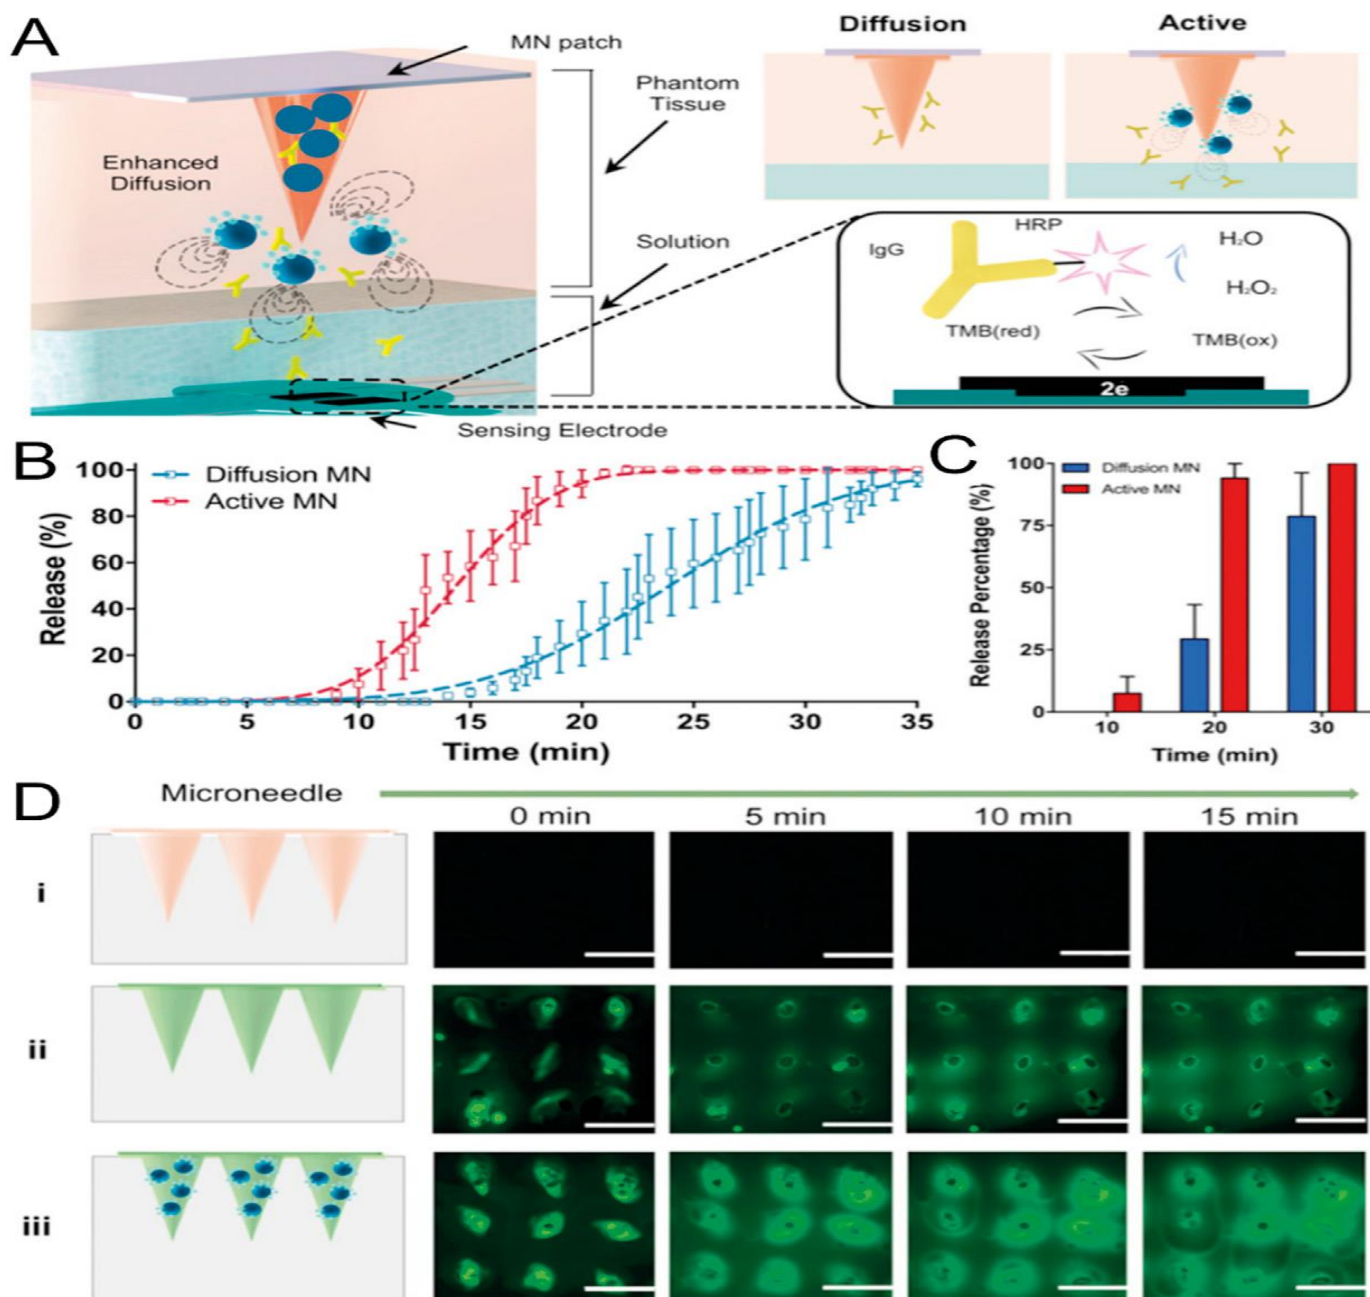 A
MN patch
Phantom
Tissue
Enhanced
Diffusion
Solution
Sensing Electrode
Diffusion
Active
IgG
HRP
H₂O
H₂O₂
TMB(red)
TMB(ox)
2e
B
Diffusion MN
Active MN
Release (%)
100
80
60
40
20
0
0 5 10 15 20 25 30 35
Time (min)
C
Diffusion MN
Active MN
Release Percentage (%)
100
75
50
25
0
10 20 30
Time (min)
D
Microneedle
0 min 5 min 10 min 15 min
i
ii
iii